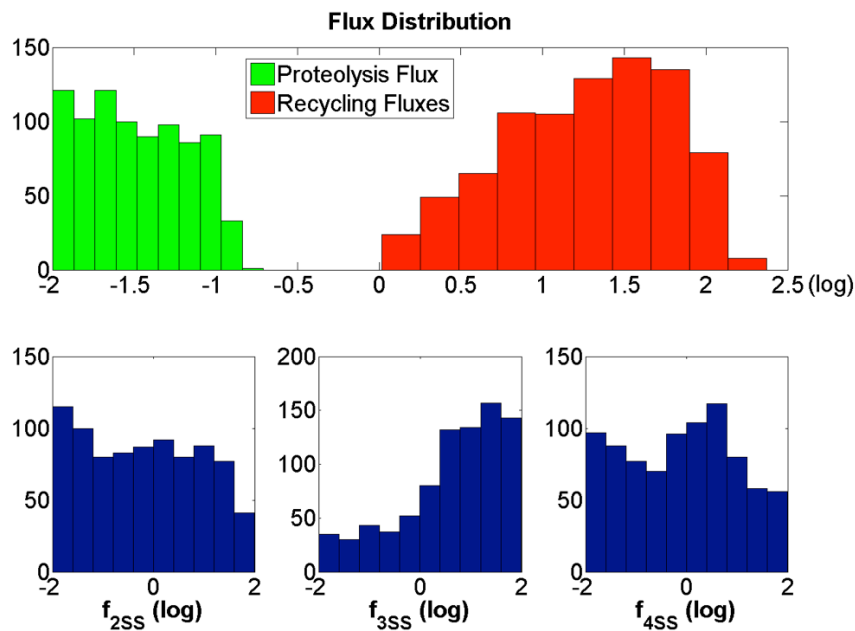 Flux Distribution
150
100
50
0
Proteolysis Flux
Recycling Fluxes
-2 -1.5 -1 -0.5 0 0.5 1 1.5 2 2.5 (log)
150 200 150
150
100 100
100
50 50
50
0 0 0
-2 0 2 -2 0 2 -2 0 2
f2SS (log) f3SS (log) f4SS (log)